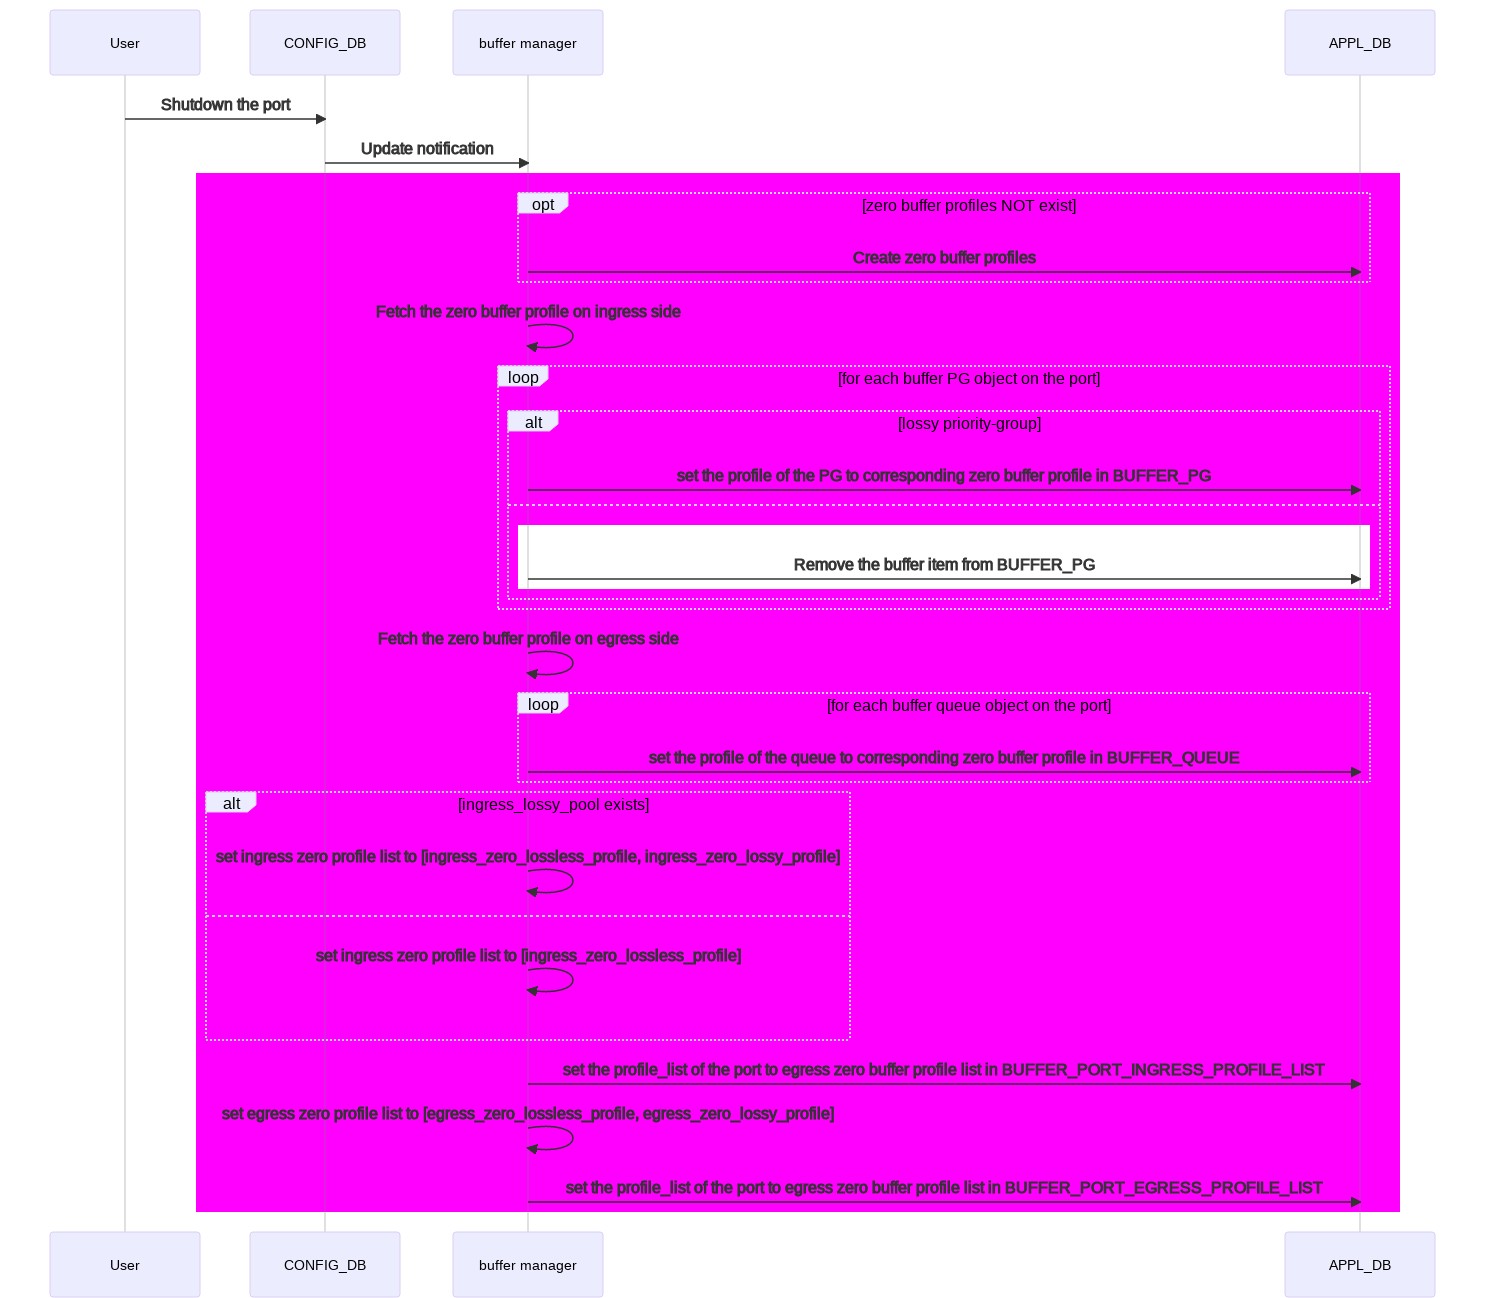 User
CONFIG_DB
buffer manager
APPL_DB
Shutdown the port
Update notification
opt
[zero buffer profiles NOT exist]
Create zero buffer profiles
Fetch the zero buffer profile on ingress side
loop
[for each buffer PG object on the port]
alt
[lossy priority-group]
set the profile of the PG to corresponding zero buffer profile in BUFFER_PG
Remove the buffer item from BUFFER_PG
Fetch the zero buffer profile on egress side
loop
[for each buffer queue object on the port]
set the profile of the queue to corresponding zero buffer profile in BUFFER_QUEUE
alt
[ingress_lossy_pool exists]
set ingress zero profile list to [ingress_zero_lossless_profile, ingress_zero_lossy_profile]
set ingress zero profile list to [ingress_zero_lossless_profile]
set the profile_list of the port to egress zero buffer profile list in BUFFER_PORT_INGRESS_PROFILE_LIST
set egress zero profile list to [egress_zero_lossless_profile, egress_zero_lossy_profile]
set the profile_list of the port to egress zero buffer profile list in BUFFER_PORT_EGRESS_PROFILE_LIST
User
CONFIG_DB
buffer manager
APPL_DB